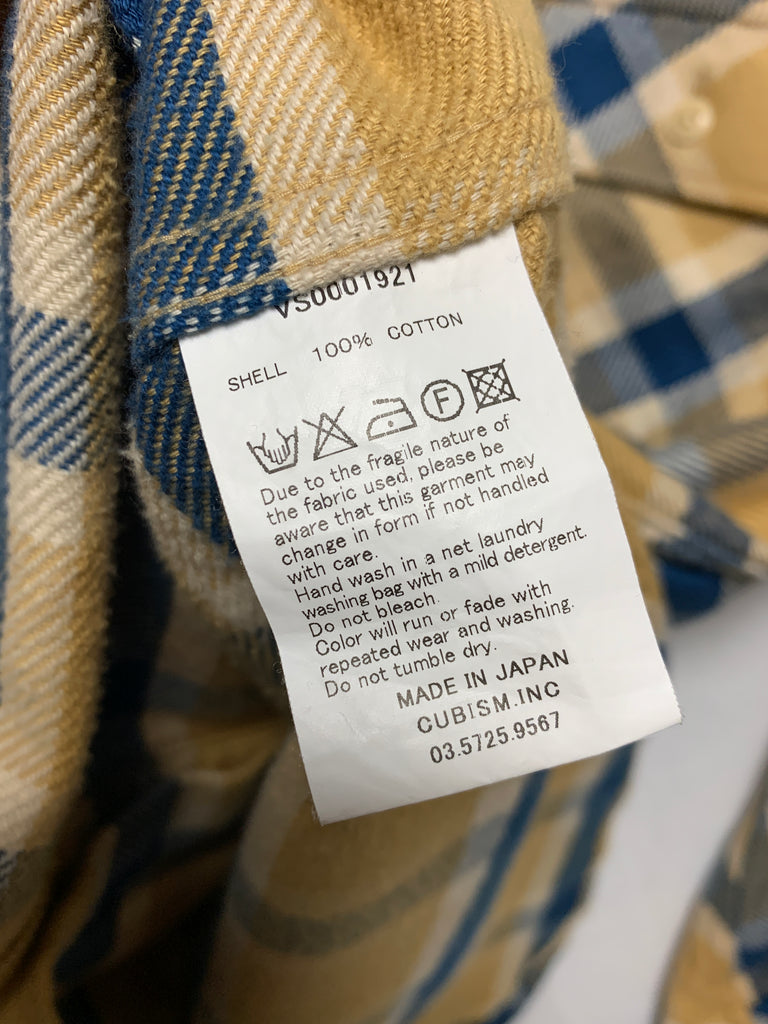 VS0001921
SHELL 100% COTTON
F
Due to the fragile nature of
the fabric used, please be
aware that this garment may
change in form if not handled
with care.
Hand wash in a net laundry
washing bag with a mild detergent.
Do not bleach.
Color will run or fade with
repeated wear and washing.
Do not tumble dry.
MADE IN JAPAN
CUBISM.INC
03.5725.9567